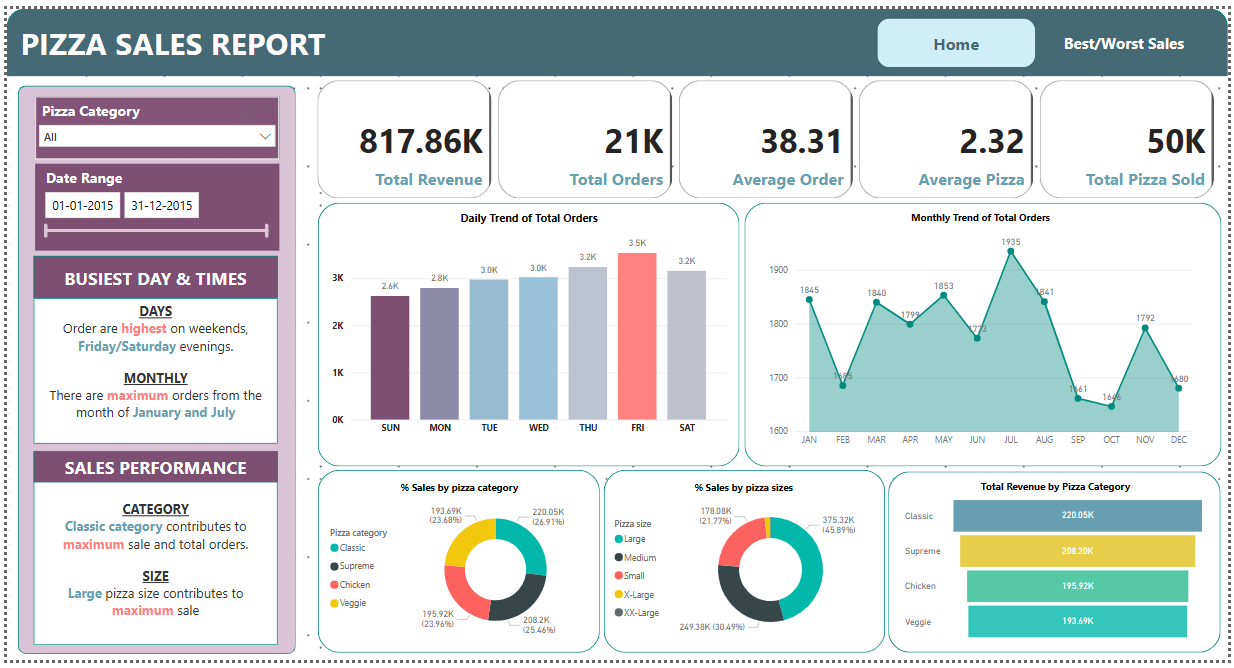 PIZZA SALES REPORT
Home
Best/Worst Sales
Pizza Category
All
Date Range
01-01-2015 31-12-2015
BUSIEST DAY & TIMES
DAYS
Order are highest on weekends,
Friday/Saturday evenings.
MONTHLY
There are maximum orders from the
month of January and July
SALES PERFORMANCE
CATEGORY
Classic category contributes to
maximum sale and total orders.
SIZE
Large pizza size contributes to
maximum sale
817.86K
Total Revenue
21K
Total Orders
38.31
Average Order
2.32
Average Pizza
50K
Total Pizza Sold
Daily Trend of Total Orders
3K
2K
1K
0K
2.6K
2.8K
3.0K
3.0K
3.2K
3.5K
3.2K
SUN MON TUE WED THU FRI SAT
Monthly Trend of Total Orders
1900
1800
1700
1600
1845
1685
1840
1799
1853
1773
1935
1841
1661
1646
1792
1680
JAN FEB MAR APR MAY JUN JUL AUG SEP OCT NOV DEC
% Sales by pizza category
Pizza category
Classic
Supreme
Chicken
Veggie
193.69K
(23.68%)
220.05K
(26.91%)
195.92K
(23.96%)
208.2K
(25.46%)
% Sales by pizza sizes
Pizza size
Large
Medium
Small
X-Large
XX-Large
178.08K
(21.77%)
375.32K
(45.89%)
249.38K (30.49%)
Total Revenue by Pizza Category
Classic 220.05K
Supreme 208.20K
Chicken 195.92K
Veggie 193.69K